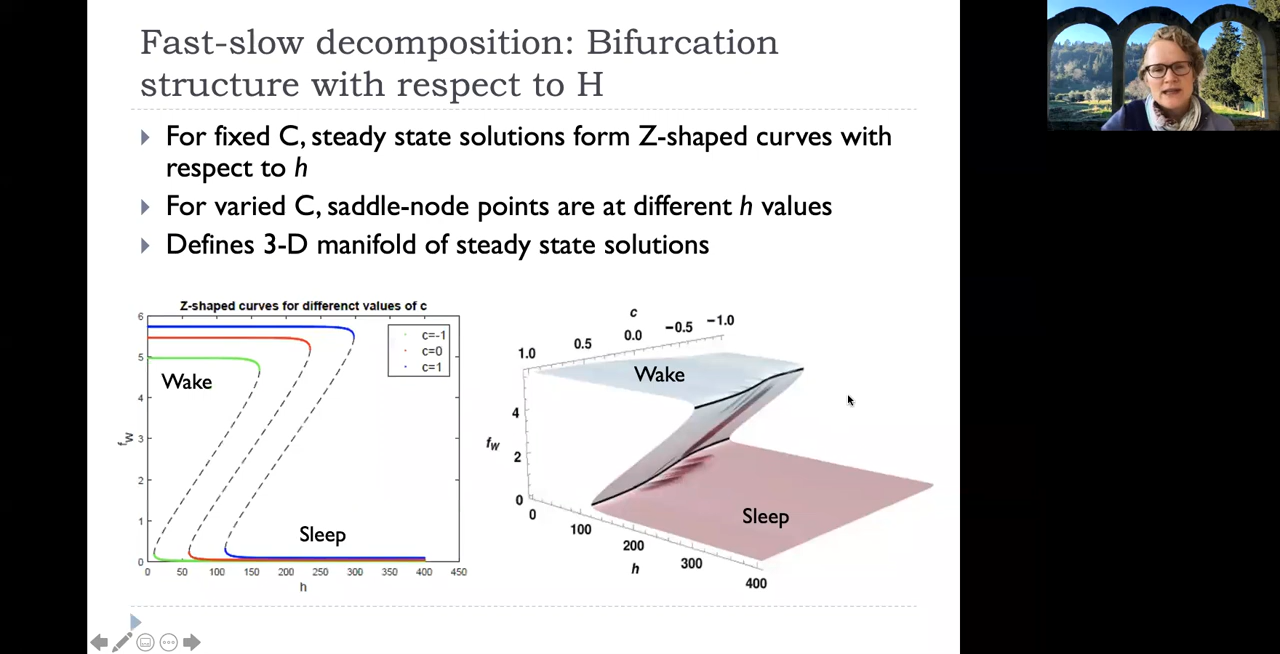 Fast-slow decomposition: Bifurcation
structure with respect to H
For fixed C, steady state solutions form Z-shaped curves with
respect to h
For varied C, saddle-node points are at different h values
Defines 3-D manifold of steady state solutions
Z-shaped curves for differenct values of c
6
5
4
3
2
1
0
fw
Wake
Sleep
c=-1
c=0
c=1
0 50 100 150 200 250 300 350 400 450
h
c
1.0 0.5 0.0 -0.5 -1.0
Wake
4
fw
2
0
0 100 200 300 400
h
Sleep